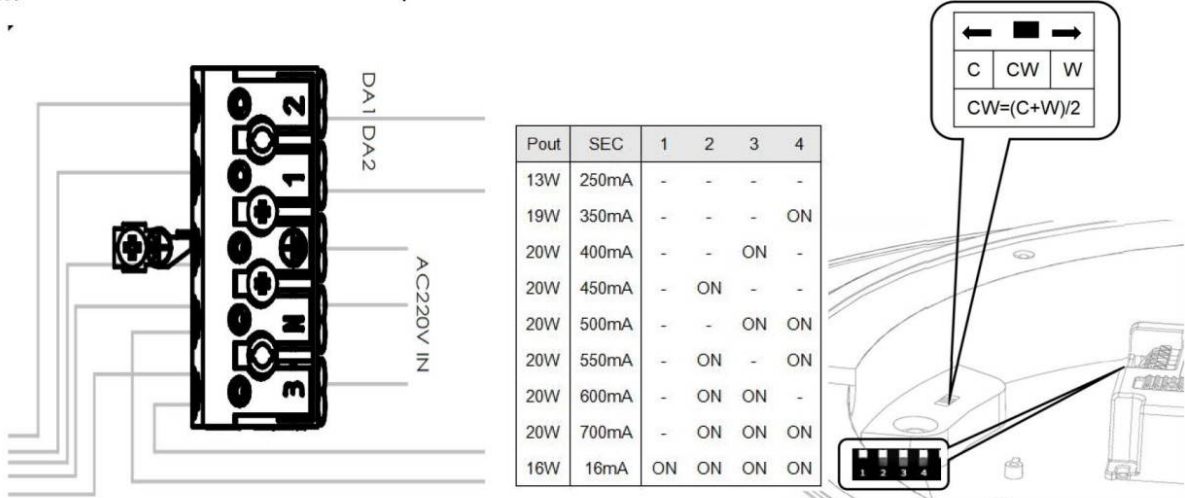 2
1
N
3
DA1 DA2
AC220V IN
Pout SEC 1 2 3 4
13W 250mA - - - -
19W 350mA - - - ON
20W 400mA - - ON -
20W 450mA - ON - -
20W 500mA - - ON ON
20W 550mA - ON - ON
20W 600mA - ON ON -
20W 700mA - ON ON ON
16W 16mA ON ON ON ON
C CW W
CW=(C+W)/2
1 2 3 4